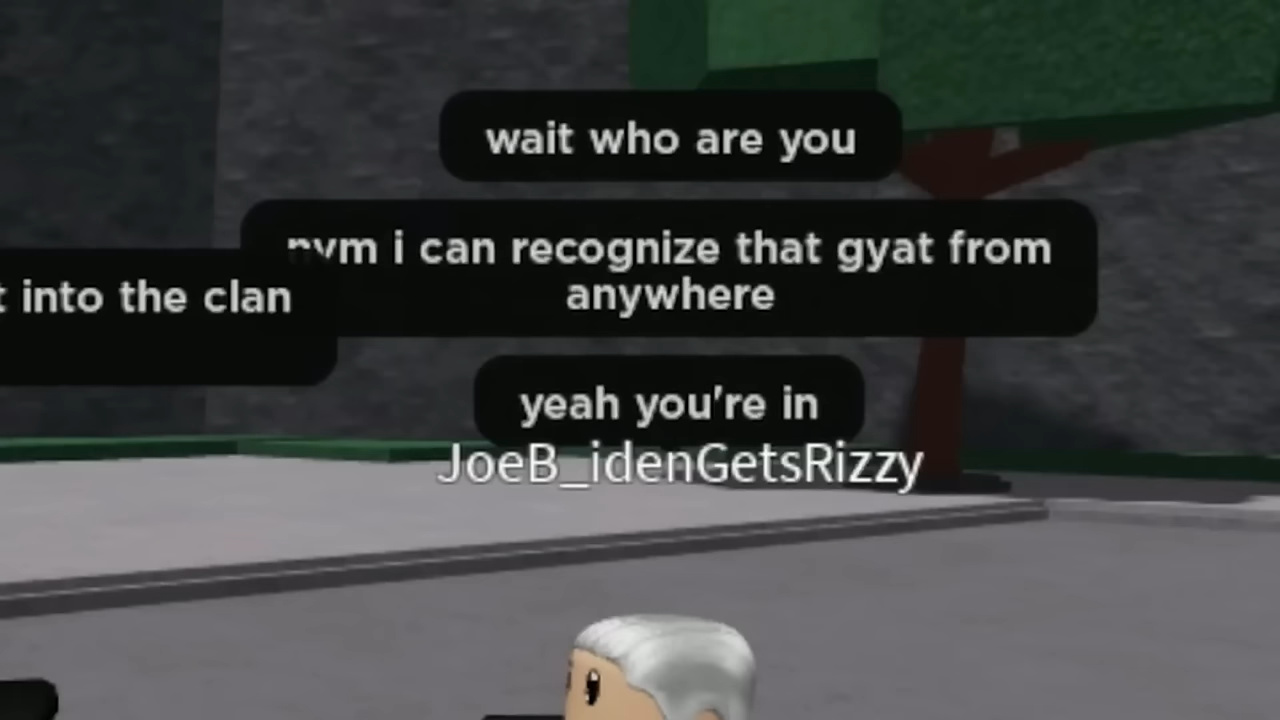 wait who are you
nvm i can recognize that gyat from
anywhere
into the clan
yeah you're in
JoeB_idenGetsRizzy